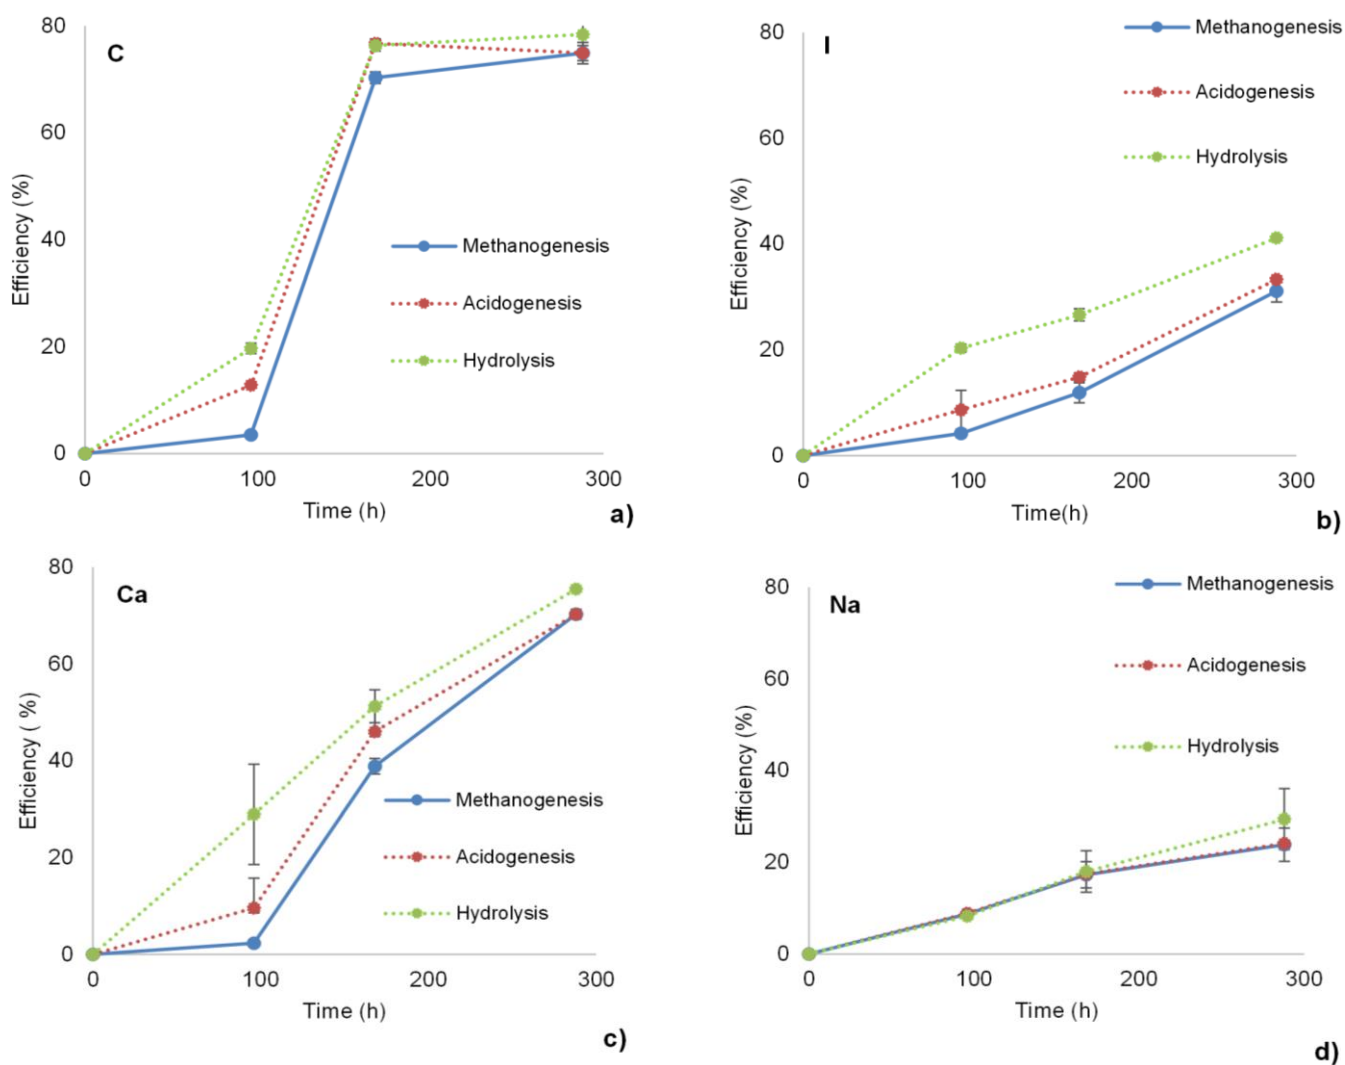 C
80
60
40
20
0
Efficiency (%)
Methanogenesis
Acidogenesis
Hydrolysis
0 100 200 300
Time (h)
a)
I
80
60
40
20
0
Efficiency (%)
Methanogenesis
Acidogenesis
Hydrolysis
0 100 200 300
Time(h)
b)
Ca
80
60
40
20
0
Efficiency ( %)
Methanogenesis
Acidogenesis
Hydrolysis
0 100 200 300
Time (h)
c)
Na
80
60
40
20
0
Efficiency (%)
Methanogenesis
Acidogenesis
Hydrolysis
0 100 200 300
Time (h)
d)